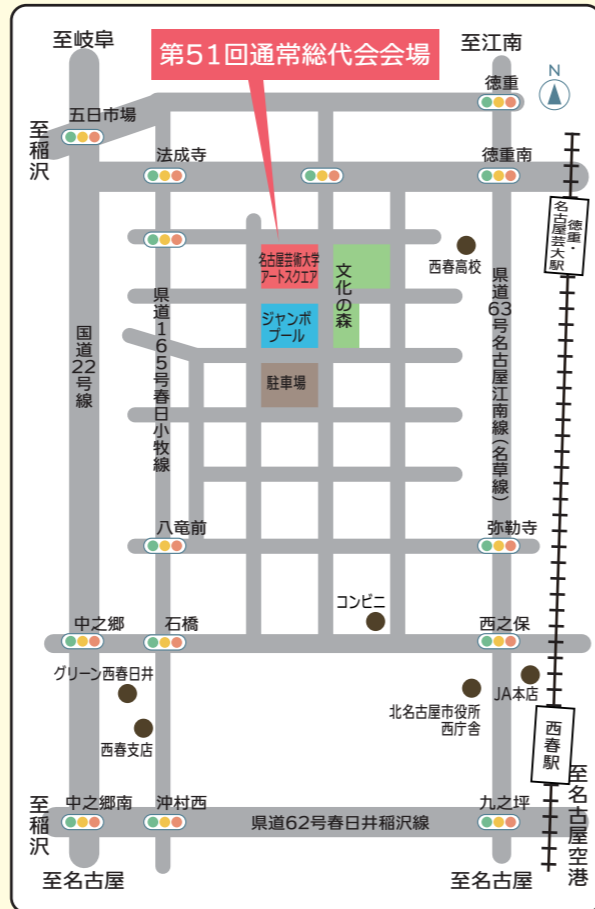 至岐阜
第51回通常総代会会場
至江南
N
徳重
五日市場
至稲沢
法成寺
徳重南
徳重・
名古屋芸大駅
名古屋芸術大学
アートスクエア
文化の森
西春高校
ジャンボ
プール
駐車場
国道22号線
県道165号春日小牧線
県道63号名古屋江南線(名草線)
八竜前
弥勒寺
コンビニ
中之郷
石橋
西之保
グリーン西春日井
西春支店
北名古屋市役所
西庁舎
JA本店
西春駅
至稲沢
中之郷南
沖村西
県道62号春日井稲沢線
九之坪
至名古屋空港
至名古屋
至名古屋